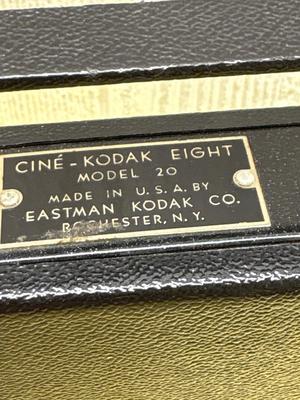 CINÉ-KODAK EIGHT
MODEL 20
MADE IN U.S.A. BY
EASTMAN KODAK CO.
ROCHESTER, N.Y.